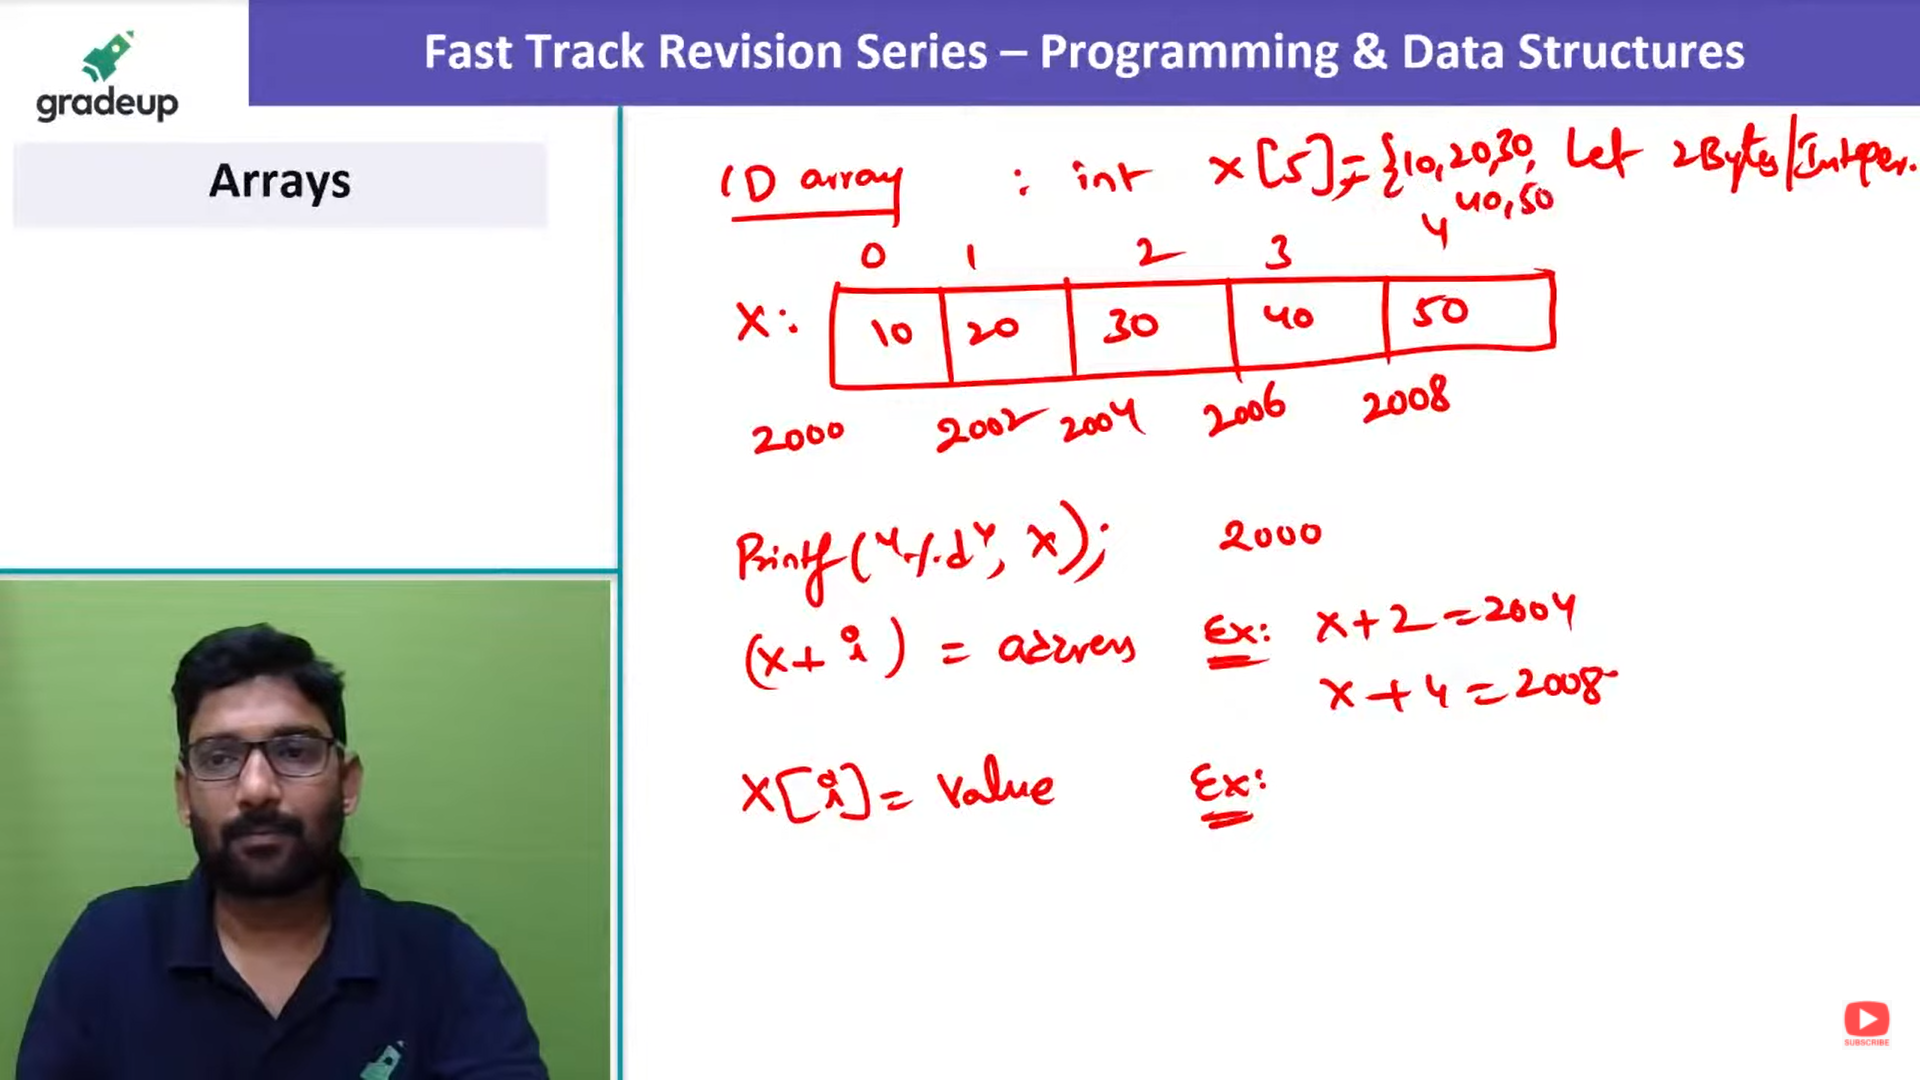 gradeup
Fast Track Revision Series – Programming & Data Structures
Arrays
1D array : int x[5]={10,20,30, Let 2Bytes/Integer.
40,50
0 1 2 3 4
X: 10 20 30 40 50
2000 2002 2004 2006 2008
Printf("%d", x); 2000
(x+i) = address Ex: x+2=2004
x+4=2008
x[i]= value Ex:
SUBSCRIBE